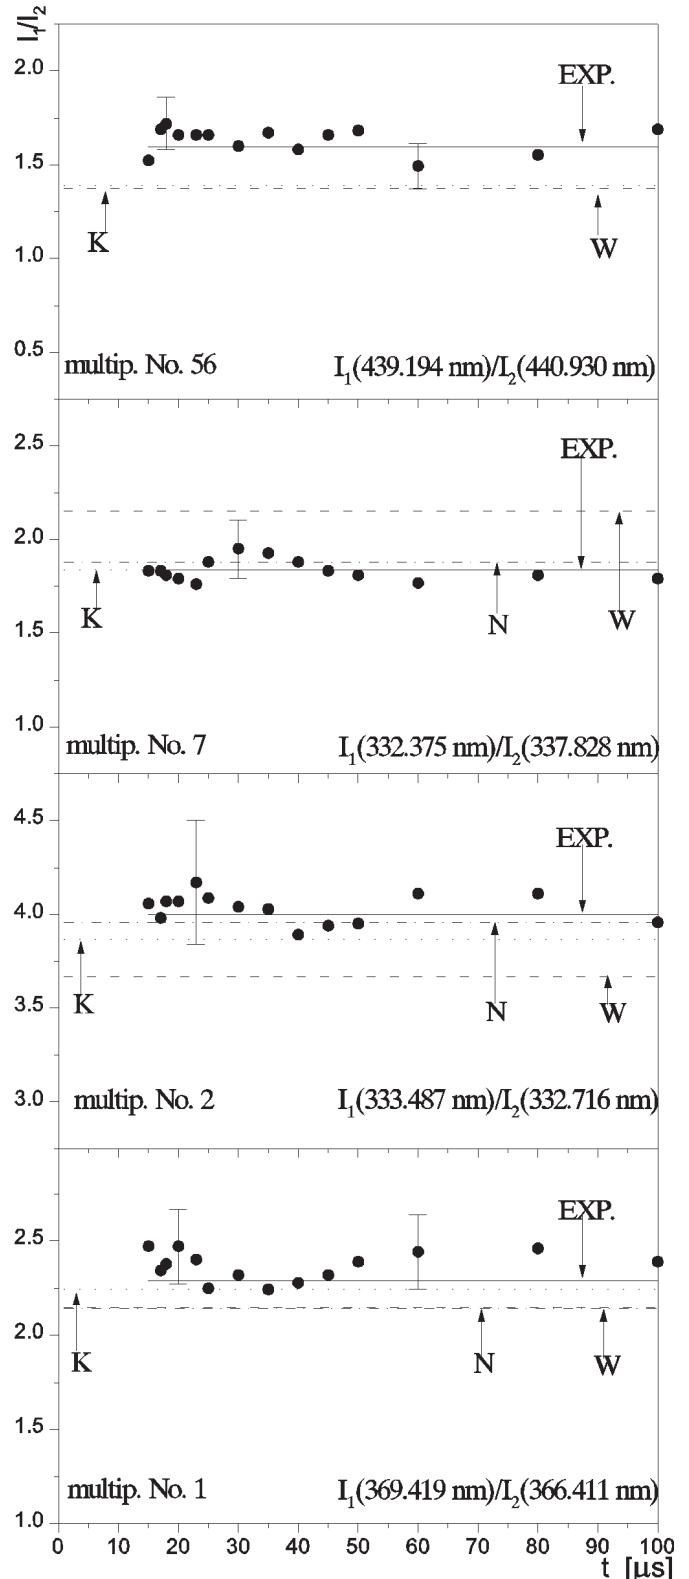 I₁/I₂
2.0
EXP.
1.5
K
W
1.0
0.5
multip. No. 56
I₁(439.194 nm)/I₂(440.930 nm)
2.5
EXP.
2.0
K
N
W
1.5
1.0
multip. No. 7
I₁(332.375 nm)/I₂(337.828 nm)
4.5
EXP.
4.0
K
N
W
3.5
3.0
multip. No. 2
I₁(333.487 nm)/I₂(332.716 nm)
EXP.
2.5
2.0
K
N
W
1.5
multip. No. 1
I₁(369.419 nm)/I₂(366.411 nm)
1.0
0 10 20 30 40 50 60 70 80 90 100
t [µs]